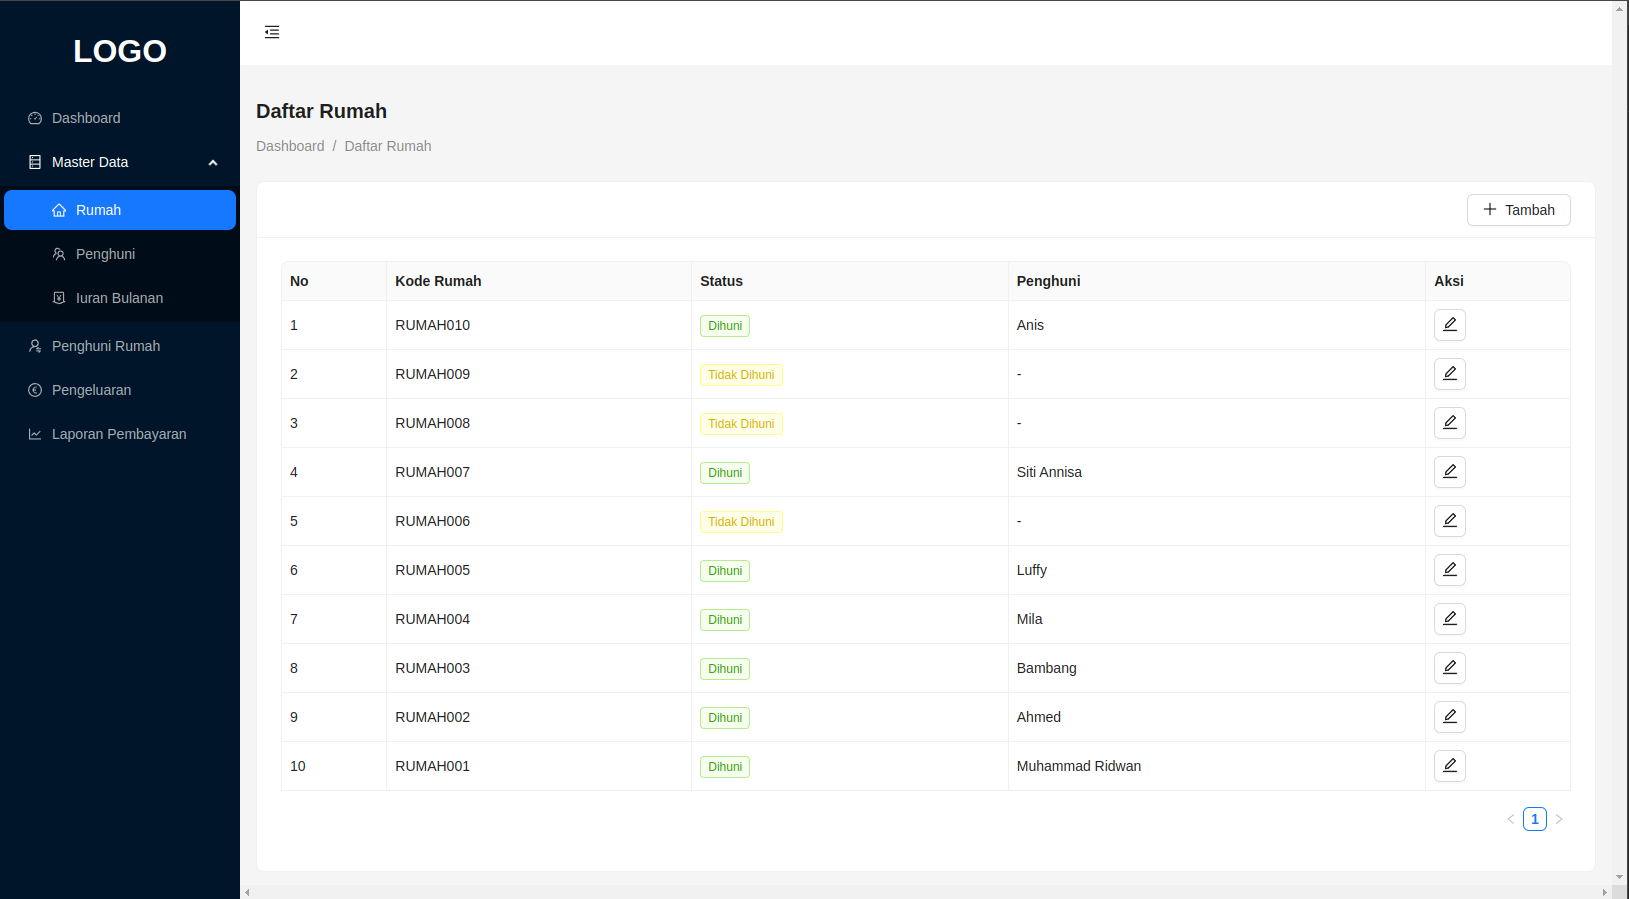 LOGO
Dashboard
Master Data
Rumah
Penghuni
Iuran Bulanan
Penghuni Rumah
Pengeluaran
Laporan Pembayaran
Daftar Rumah
Dashboard / Daftar Rumah
Tambah
No Kode Rumah Status Penghuni Aksi
1 RUMAH010 Dihuni Anis
2 RUMAH009 Tidak Dihuni -
3 RUMAH008 Tidak Dihuni -
4 RUMAH007 Dihuni Siti Annisa
5 RUMAH006 Tidak Dihuni -
6 RUMAH005 Dihuni Luffy
7 RUMAH004 Dihuni Mila
8 RUMAH003 Dihuni Bambang
9 RUMAH002 Dihuni Ahmed
10 RUMAH001 Dihuni Muhammad Ridwan
1